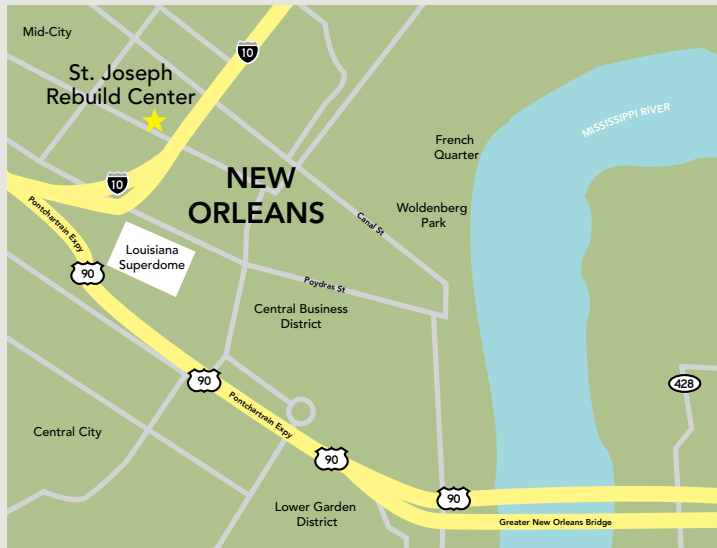 Mid-City
10
St. Joseph
Rebuild Center
MISSISSIPPI RIVER
French
Quarter
10
NEW
ORLEANS
Woldenberg
Park
Pontchartrain Expy
Canal St
Louisiana
Superdome
90
Poydras St
Central Business
District
90
428
Pontchartrain Expy
Central City
90
90
Lower Garden
District
Greater New Orleans Bridge